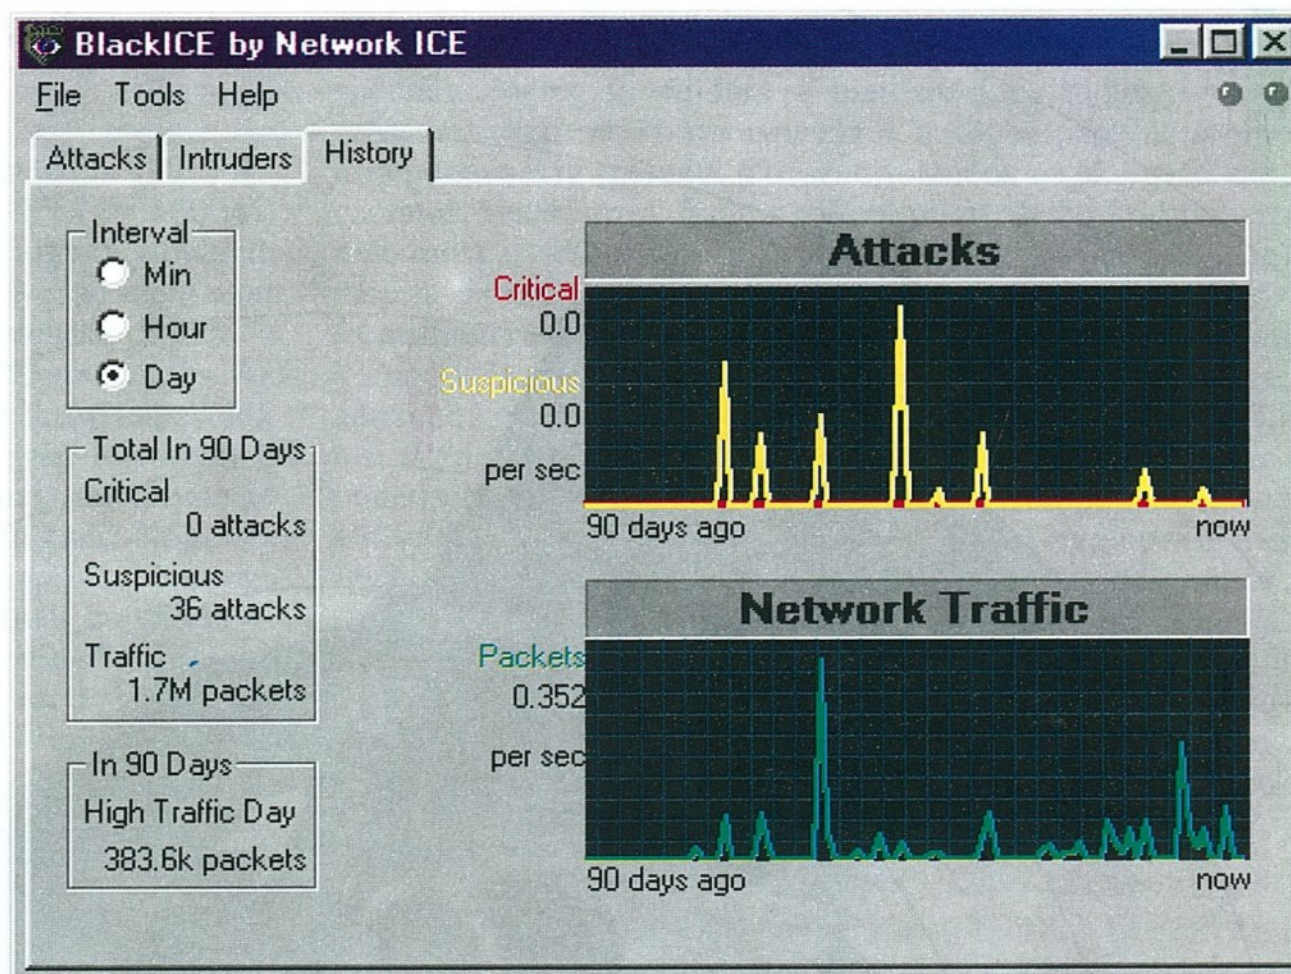 BlackICE by Network ICE
File Tools Help
Attacks Intruders History
Interval
Min
Hour
Day
Total In 90 Days
Critical
0 attacks
Suspicious
36 attacks
Traffic
1.7M packets
In 90 Days
High Traffic Day
383.6k packets
Attacks
Critical
0.0
Suspicious
0.0
per sec
90 days ago now
Network Traffic
Packets
0.352
per sec
90 days ago now